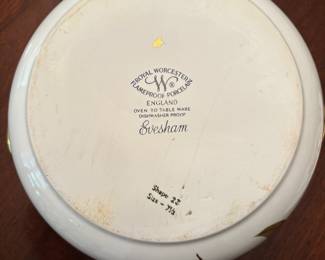 ROYAL WORCESTER
W®
FLAMEPROOF PORCELAIN
ENGLAND
OVEN TO TABLE WARE
DISHWASHER PROOF
Evesham
Shape 22
Size - 7½